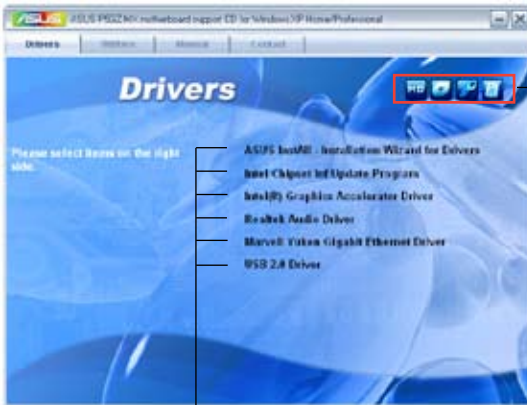 ASUS
ASUS P5GZ-MX motherboard support CD for Windows XP Home/Professional
Drivers
Utilities
Manual
Contact
Drivers
Please select items on the right
side.
ASUS InstAll - Installation Wizard for Drivers
Intel Chipset Inf Update Program
Intel(R) Graphics Accelerator Driver
Realtek Audio Driver
Marvell Yukon Gigabit Ethernet Driver
USB 2.0 Driver